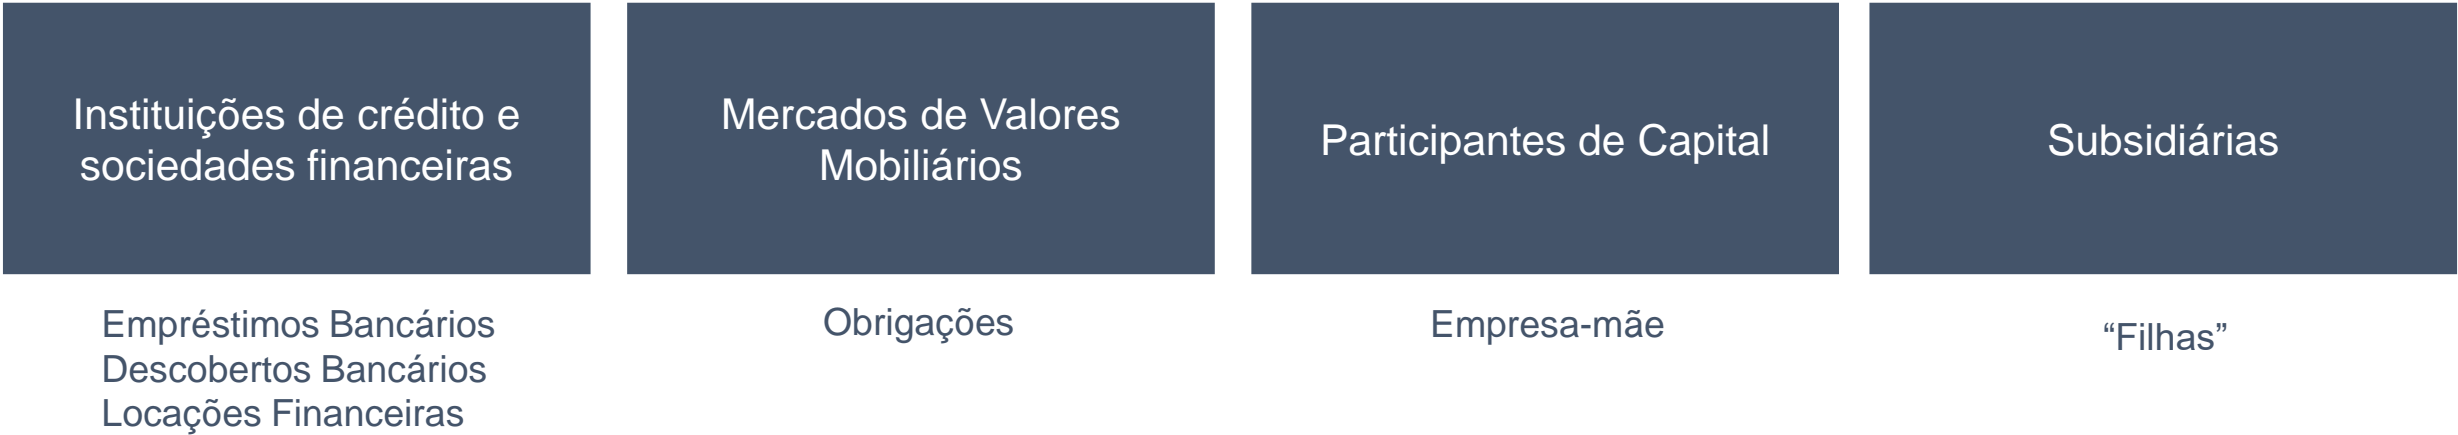 Instituições de crédito e
sociedades financeiras
Mercados de Valores
Mobiliários
Participantes de Capital
Subsidiárias
Empréstimos Bancários
Descobertos Bancários
Locações Financeiras
Obrigações
Empresa-mãe
“Filhas”